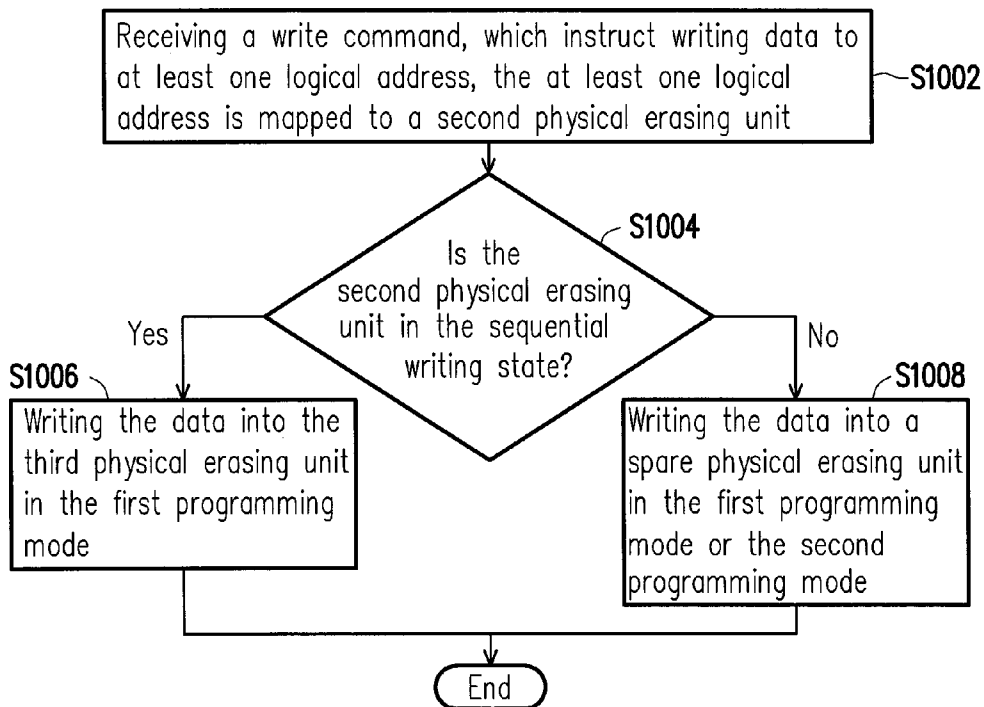 Receiving a write command, which instruct writing data to
at least one logical address, the at least one logical
address is mapped to a second physical erasing unit
S1002
S1004
Is the
second physical erasing
unit in the sequential
writing state?
Yes
No
S1006
Writing the data into the
third physical erasing unit
in the first programming
mode
S1008
Writing the data into a
spare physical erasing unit
in the first programming
mode or the second
programming mode
End